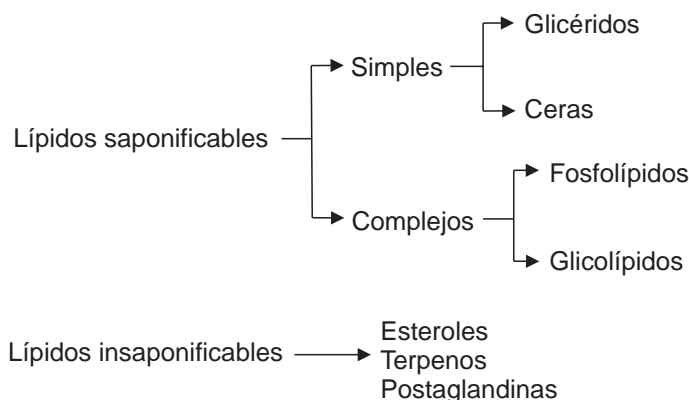 Glicéridos
Simples
Ceras
Lípidos saponificables
Fosfolípidos
Complejos
Glicolípidos
Lípidos insaponificables
Esteroles
Terpenos
Postaglandinas